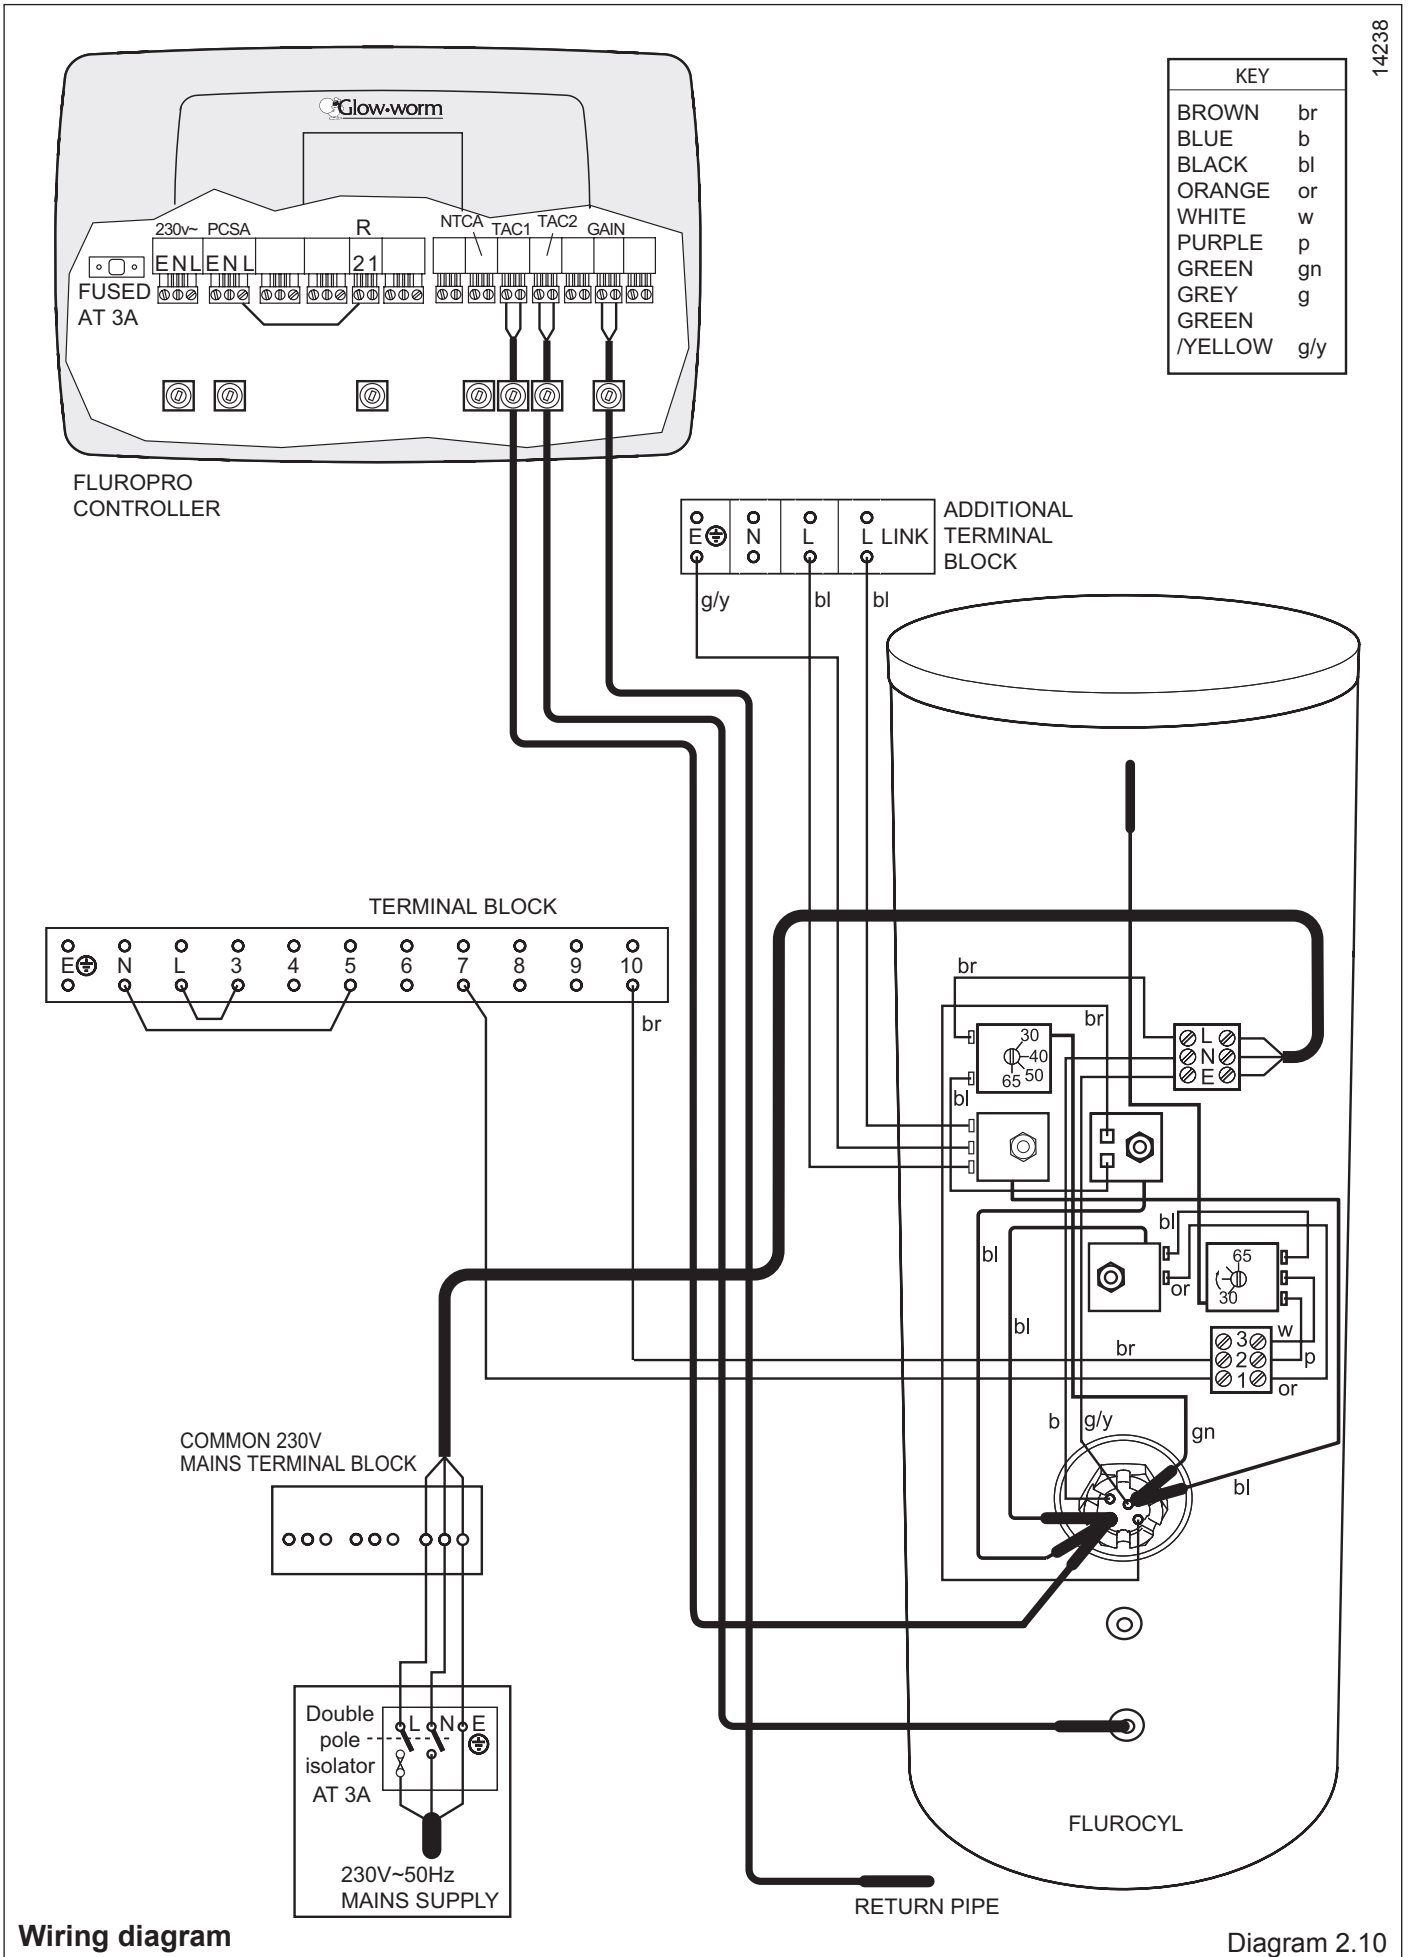 14238
KEY
BROWN br
BLUE b
BLACK bl
ORANGE or
WHITE w
PURPLE p
GREEN gn
GREY g
GREEN
/YELLOW g/y
Glow-worm
230v~ PCSA R NTCA TAC1 TAC2 GAIN
E N L E N L 2 1
FUSED
AT 3A
FLUROPRO
CONTROLLER
E N L L LINK
ADDITIONAL
TERMINAL
BLOCK
g/y bl bl
TERMINAL BLOCK
E N L 3 4 5 6 7 8 9 10
br
br
br
30
40
50
65
bl
L
N
E
bl
bl
or
65
30
bl
3
2
1
w
p
or
br
b g/y gn
bl
COMMON 230V
MAINS TERMINAL BLOCK
Double
pole
isolator
AT 3A
L N E
230V~50Hz
MAINS SUPPLY
FLUROCYL
RETURN PIPE
Wiring diagram
Diagram 2.10